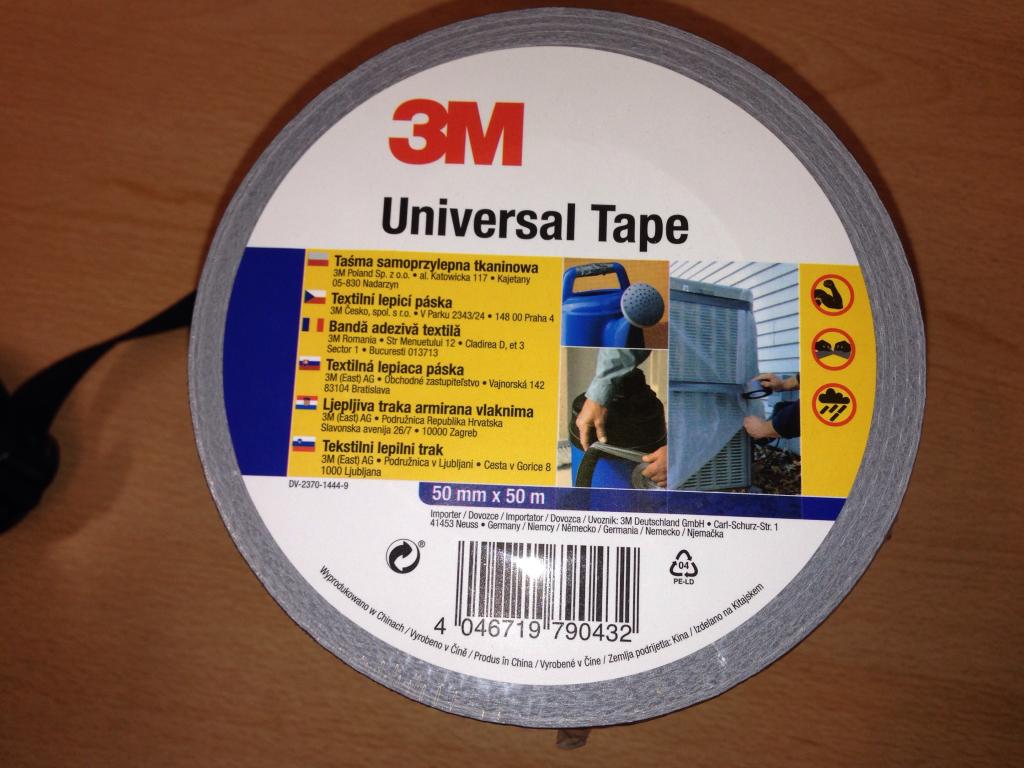 3M
Universal Tape
Taśma samoprzylepna tkaninowa
3M Poland Sp. z o.o. • al. Katowicka 117 • Kajetany
05-830 Nadarzyn
Textilní lepicí páska
3M Česko, spol. s r.o. • V Parku 2343/24 • 148 00 Praha 4
Bandă adezivă textilă
3M Romania • Str Menuetului 12 • Cladirea D, et 3
Sector 1 • Bucuresti 013713
Textilná lepiaca páska
3M (East) AG • Obchodné zastupiteľstvo • Vajnorská 142
83104 Bratislava
Ljepljiva traka armirana vlaknima
3M (East) AG • Podružnica Republika Hrvatska
Slavonska avenija 26/7 • 10000 Zagreb
Tekstilni lepilni trak
3M (East) AG • Podružnica v Ljubljani • Cesta v Gorice 8
1000 Ljubljana
DV-2370-1444-9
50 mm x 50 m
Importer / Dovozce / Importator / Dovozca / Uvoznik: 3M Deutschland GmbH • Carl-Schurz-Str. 1
41453 Neuss • Germany / Niemcy / Německo / Germania / Nemecko / Njemačka
®
04
PE-LD
4 046719 790432
Wyprodukowano w Chinach / Vyrobeno v Číně / Produs în China / Vyrobené v Číne / Zemlja podrijetla: Kina / Izdelano na Kitajskem